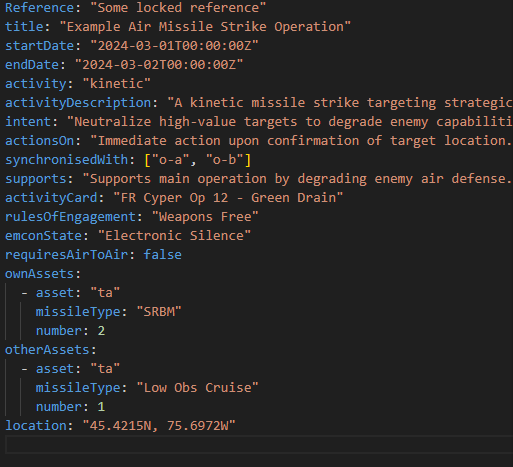 Reference: "Some locked reference"
title: "Example Air Missile Strike Operation"
startDate: "2024-03-01T00:00:00Z"
endDate: "2024-03-02T00:00:00Z"
activity: "kinetic"
activityDescription: "A kinetic missile strike targeting strategic
intent: "Neutralize high-value targets to degrade enemy capabiliti
actionsOn: "Immediate action upon confirmation of target location.
synchronisedWith: ["o-a", "o-b"]
supports: "Supports main operation by degrading enemy air defense.
activityCard: "FR Cyper Op 12 - Green Drain"
rulesOfEngagement: "Weapons Free"
emconState: "Electronic Silence"
requiresAirToAir: false
ownAssets:
  - asset: "ta"
    missileType: "SRBM"
    number: 2
otherAssets:
  - asset: "ta"
    missileType: "Low Obs Cruise"
    number: 1
location: "45.4215N, 75.6972W"